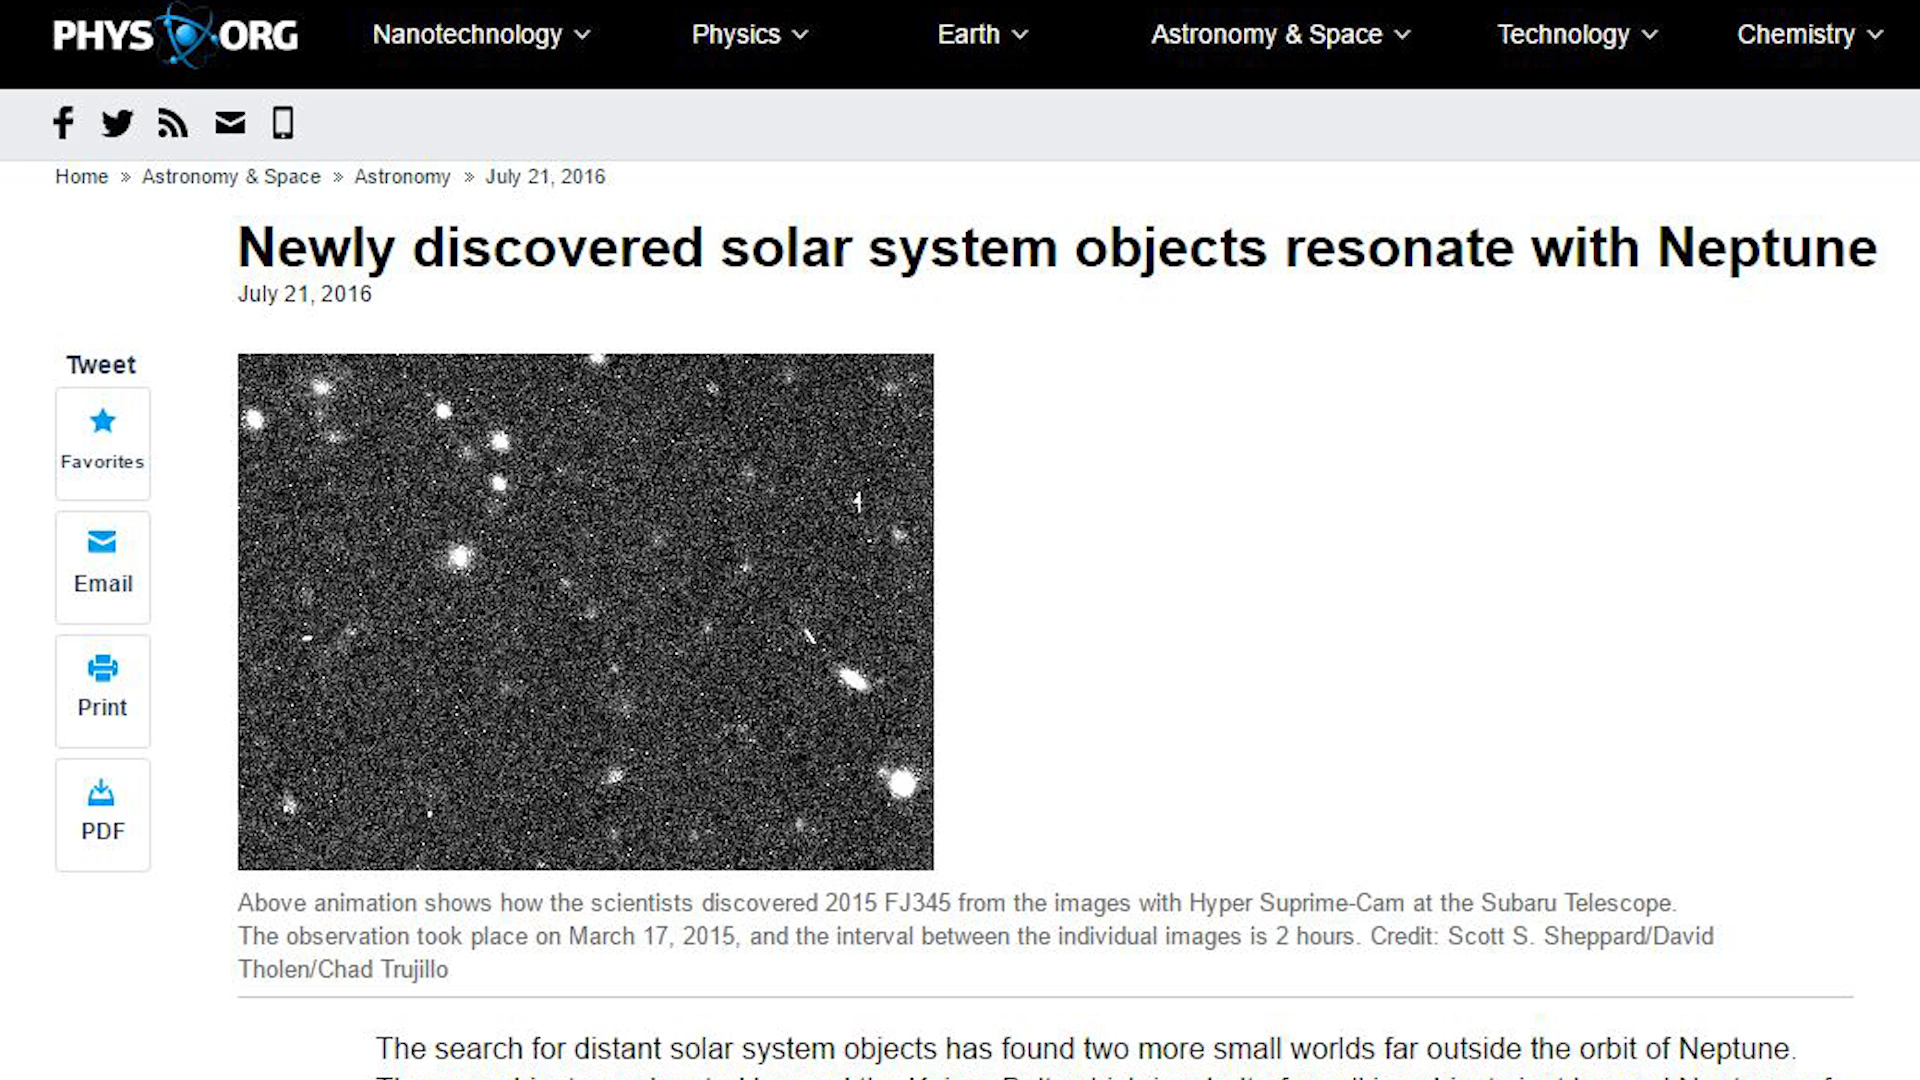 PHYS ORG
Nanotechnology Physics Earth Astronomy & Space Technology Chemistry
Home » Astronomy & Space » Astronomy » July 21, 2016
Newly discovered solar system objects resonate with Neptune
July 21, 2016
Tweet
Favorites
Email
Print
PDF
Above animation shows how the scientists discovered 2015 FJ345 from the images with Hyper Suprime-Cam at the Subaru Telescope.
The observation took place on March 17, 2015, and the interval between the individual images is 2 hours. Credit: Scott S. Sheppard/David
Tholen/Chad Trujillo
The search for distant solar system objects has found two more small worlds far outside the orbit of Neptune.